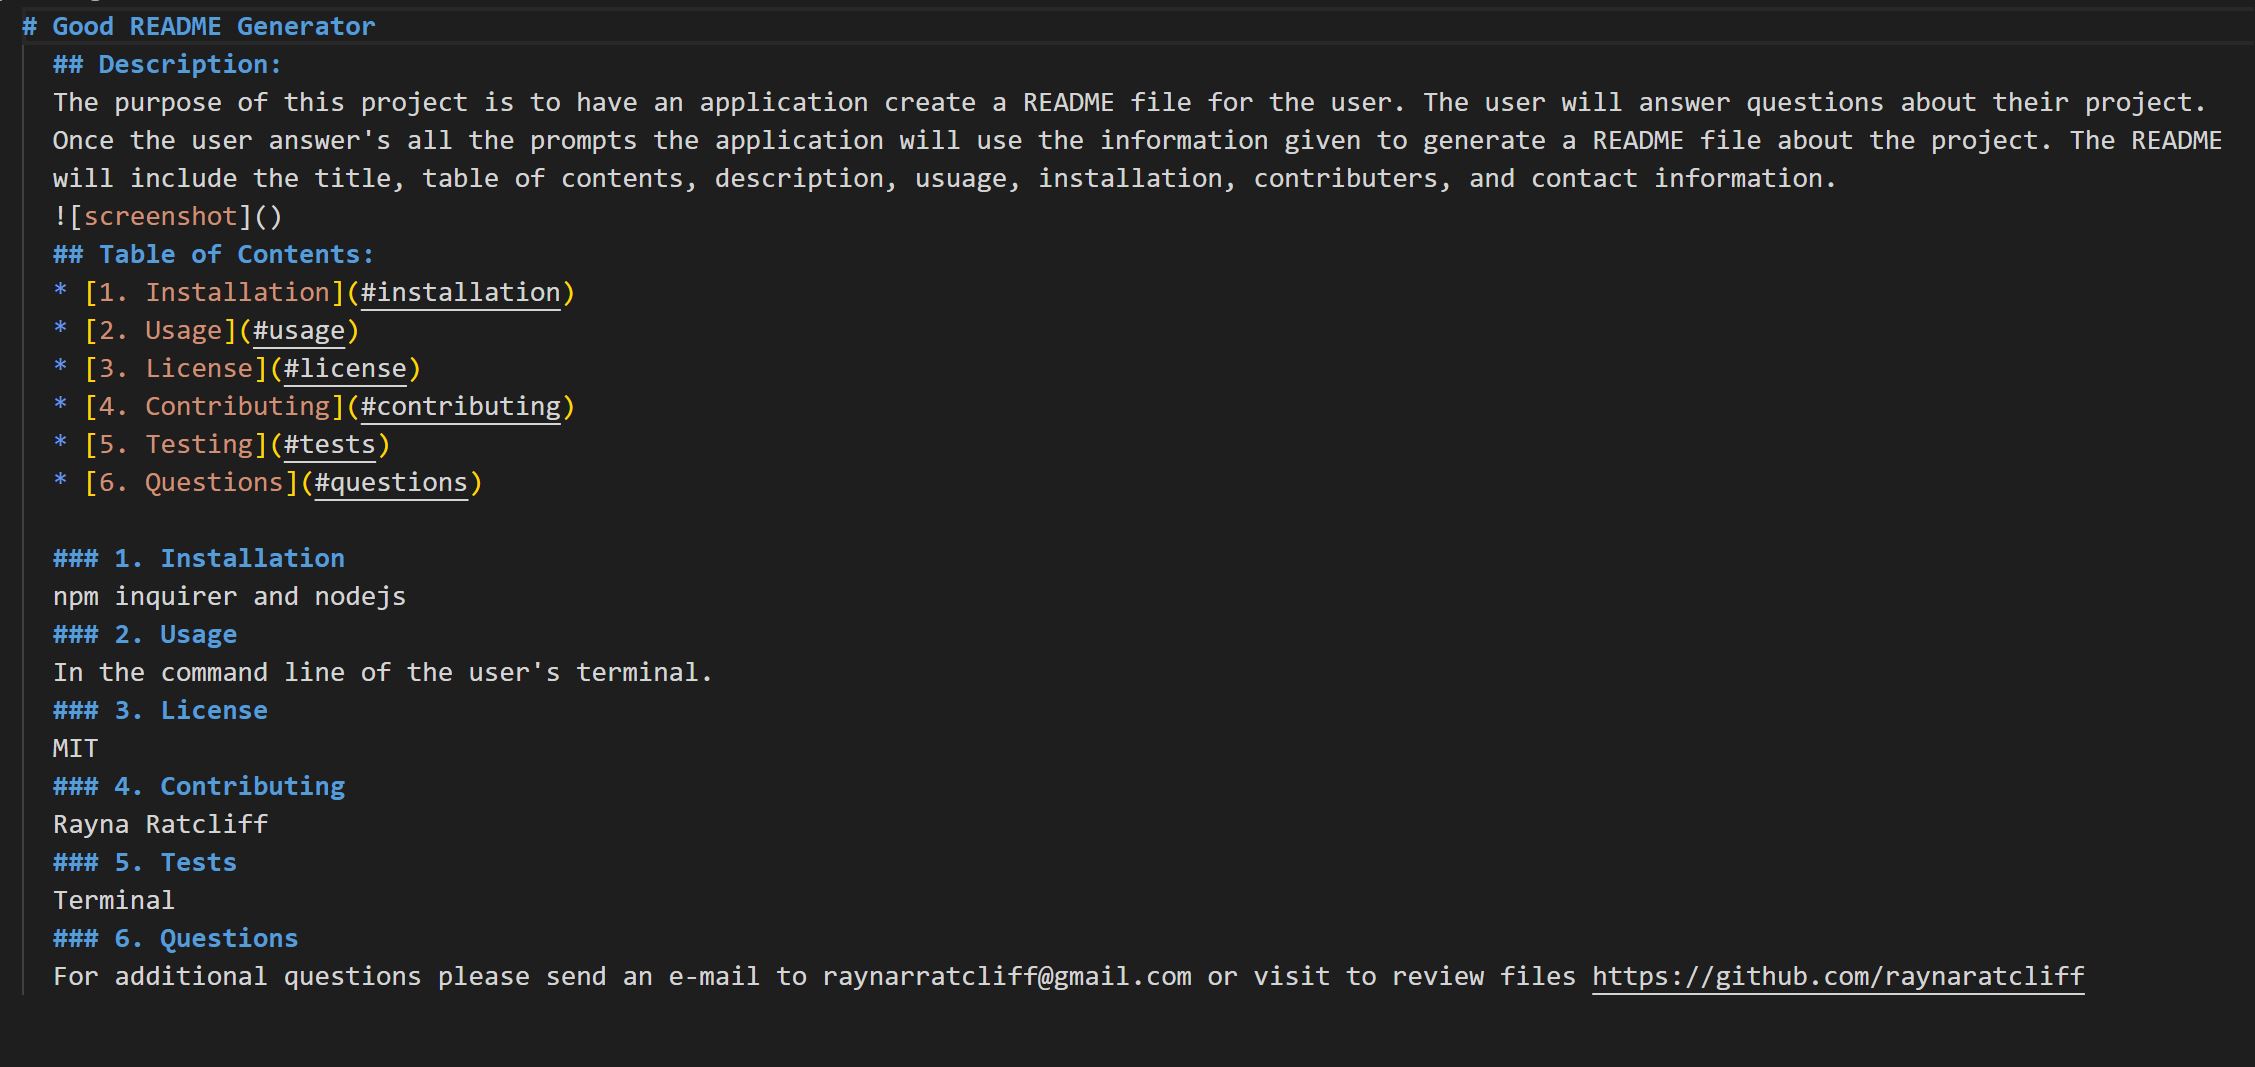 # Good README Generator
## Description:
The purpose of this project is to have an application create a README file for the user. The user will answer questions about their project.
Once the user answer's all the prompts the application will use the information given to generate a README file about the project. The README
will include the title, table of contents, description, usuage, installation, contributers, and contact information.
![screenshot]()
## Table of Contents:
* [1. Installation](#installation)
* [2. Usage](#usage)
* [3. License](#license)
* [4. Contributing](#contributing)
* [5. Testing](#tests)
* [6. Questions](#questions)
### 1. Installation
npm inquirer and nodejs
### 2. Usage
In the command line of the user's terminal.
### 3. License
MIT
### 4. Contributing
Rayna Ratcliff
### 5. Tests
Terminal
### 6. Questions
For additional questions please send an e-mail to raynarratcliff@gmail.com or visit to review files https://github.com/raynaratcliff